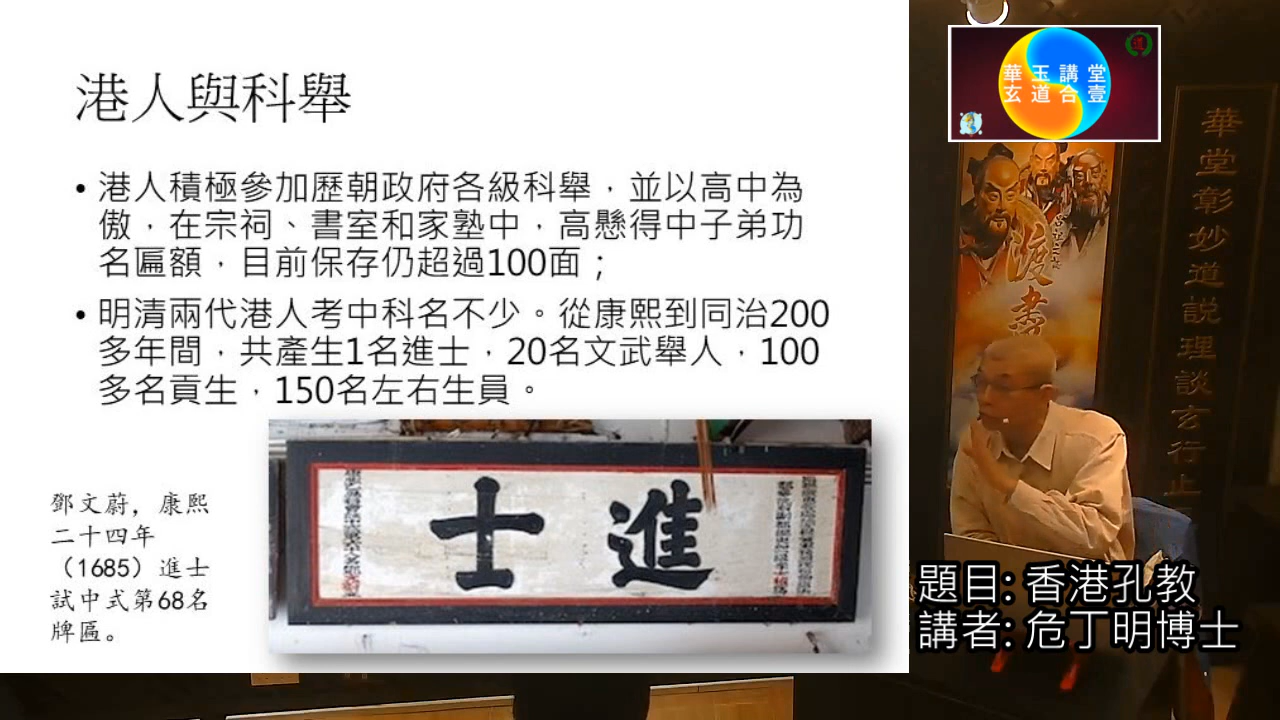 港人與科舉
• 港人積極參加歷朝政府各級科舉，並以高中為
傲，在宗祠、書室和家塾中，高懸得中子弟功
名匾額，目前保存仍超過100面；
• 明清兩代港人考中科名不少。從康熙到同治200
多年間，共產生1名進士，20名文武舉人，100
多名貢生，150名左右生員。
鄧文蔚，康熙
二十四年
（1685）進士
試中式第68名
牌匾。
士進
華玉講堂
玄道合壹
道
渡
華堂彰妙道説理談玄行止
題目: 香港孔教
講者: 危丁明博士